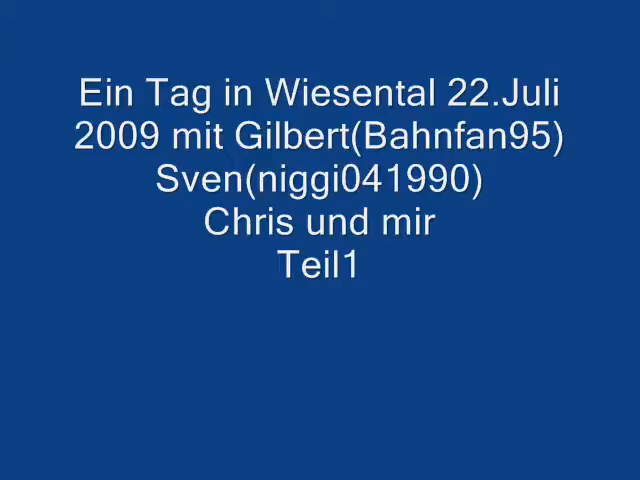 Ein Tag in Wiesental 22.Juli
2009 mit Gilbert(Bahnfan95)
Sven(niggi041990)
Chris und mir
Teil1